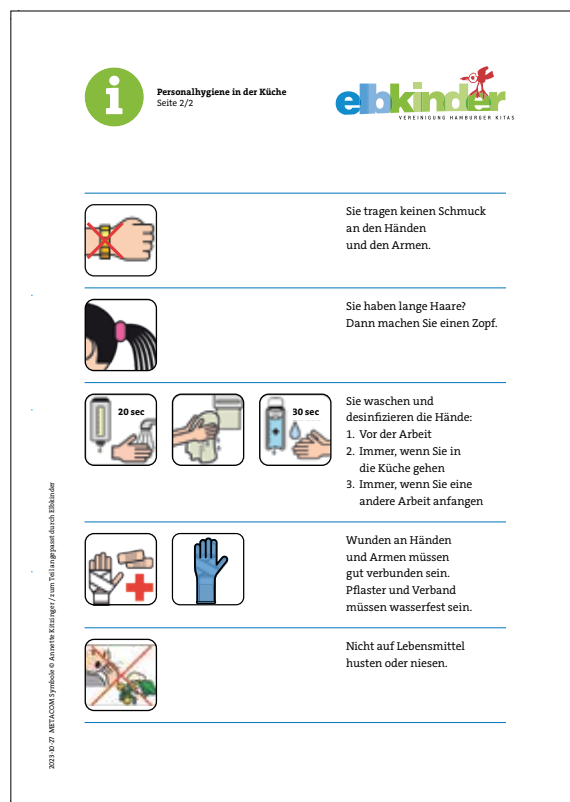 Personalhygiene in der Küche
Seite 2/2
elbkinder
VEREINIGUNG HAMBURGER KITAS
Sie tragen keinen Schmuck
an den Händen
und den Armen.
Sie haben lange Haare?
Dann machen Sie einen Zopf.
20 sec
30 sec
Sie waschen und
desinfizieren die Hände:
1. Vor der Arbeit
2. Immer, wenn Sie in
die Küche gehen
3. Immer, wenn Sie eine
andere Arbeit anfangen
Wunden an Händen
und Armen müssen
gut verbunden sein.
Pflaster und Verband
müssen wasserfest sein.
Nicht auf Lebensmittel
husten oder niesen.
2023-10-27 METACOM Symbole © Annette Kitzinger / zum Teil angepasst durch Elbkinder